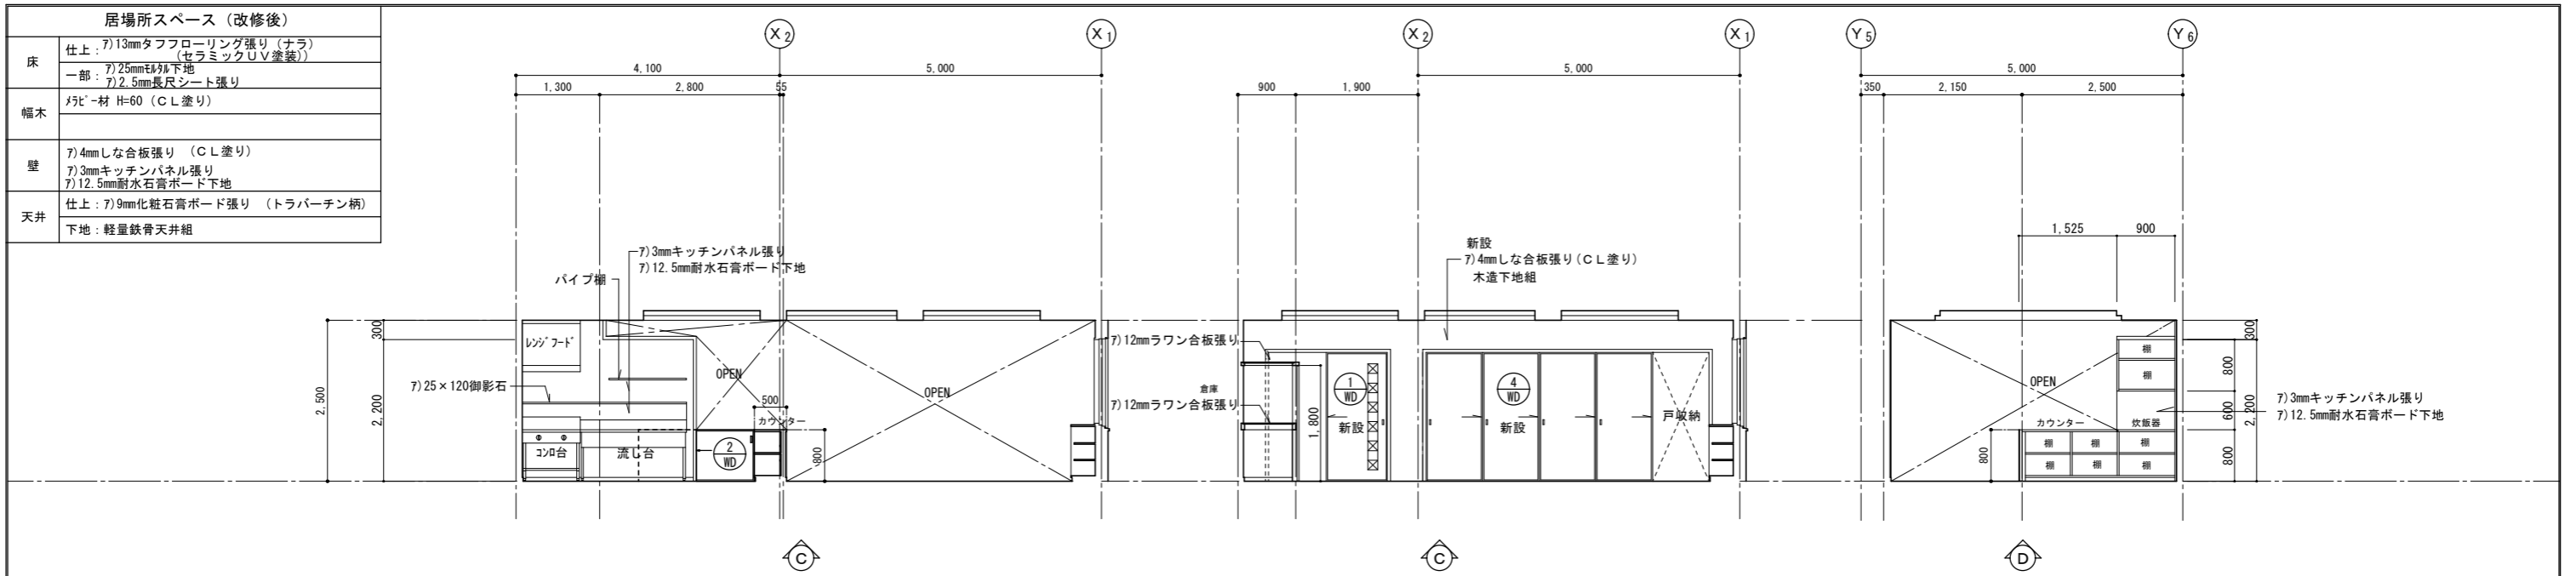 居場所スペース（改修後）
床
仕上：ｱ)13mmタフフローリング張り（ナラ）
（セラミックＵＶ塗装））
一部：ｱ)25mmﾓﾙﾀﾙ下地
ｱ)2.5mm長尺シート張り
幅木
ﾒﾗﾋﾟｰ材 H=60（ＣＬ塗り）
壁
ｱ)4mmしな合板張り （ＣＬ塗り）
ｱ)3mmキッチンパネル張り
ｱ)12.5mm耐水石膏ボード下地
天井
仕上：ｱ)9mm化粧石膏ボード張り （トラバーチン柄）
下地：軽量鉄骨天井組
X2
X1
4,100
5,000
1,300
2,800
55
ｱ)3mmキッチンパネル張り
ｱ)12.5mm耐水石膏ボード下地
パイプ棚
ﾚﾝｼﾞﾌｰﾄﾞ
ｱ)25×120御影石
300
2,200
2,500
OPEN
OPEN
500
カウンター
800
ｺﾝﾛ台
流し台
2
WD
C
X2
X1
5,000
900
1,900
新設
ｱ)4mmしな合板張り(ＣＬ塗り)
木造下地組
ｱ)12mmラワン合板張り
倉庫
ｱ)12mmラワン合板張り
1,800
1
WD
新設
4
WD
新設
戸収納
C
Y5
Y6
5,000
350
2,150
2,500
1,525
900
OPEN
棚
棚
カウンター
炊飯器
棚
棚
棚
棚
棚
棚
800
300
800
600
800
2,200
ｱ)3mmキッチンパネル張り
ｱ)12.5mm耐水石膏ボード下地
D